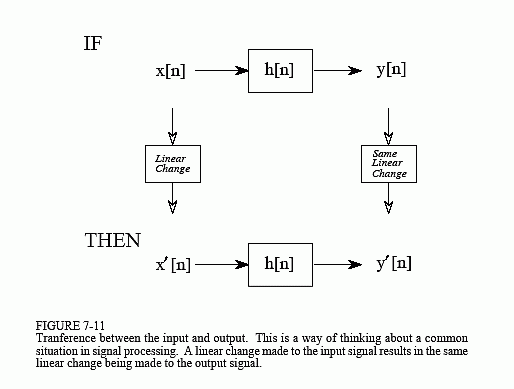 IF
x[n] h[n] y[n]
Linear
Change
Same
Linear
Change
THEN
x′[n] h[n] y′[n]
FIGURE 7-11
Tranference between the input and output. This is a way of thinking about a common
situation in signal processing. A linear change made to the input signal results in the same
linear change being made to the output signal.